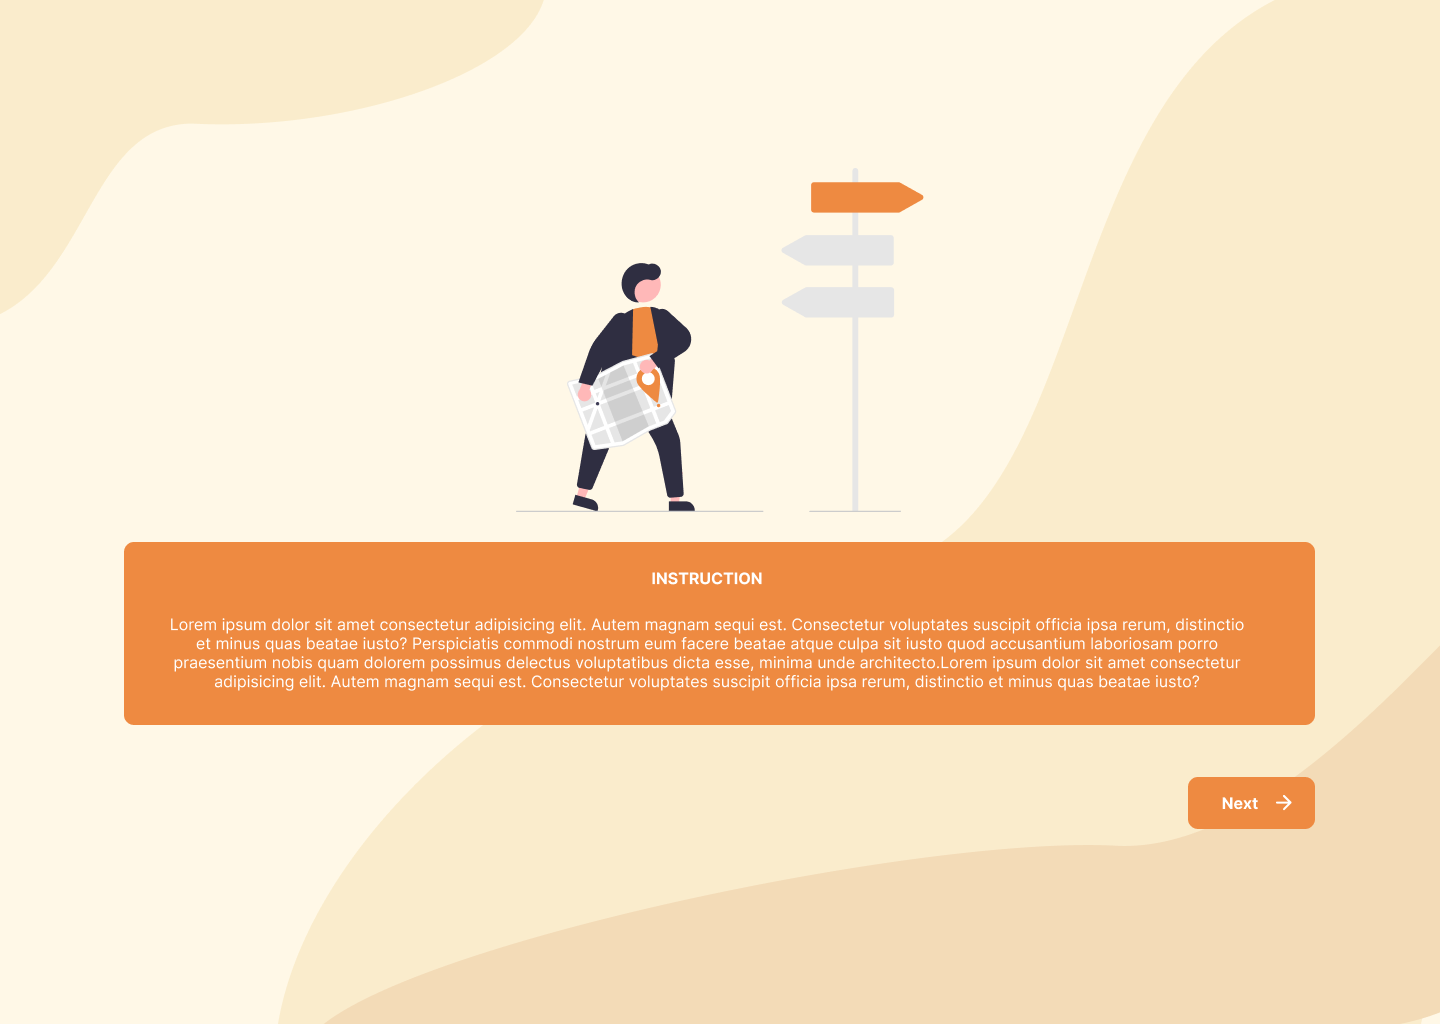 INSTRUCTION
Lorem ipsum dolor sit amet consectetur adipisicing elit. Autem magnam sequi est. Consectetur voluptates suscipit officia ipsa rerum, distinctio
et minus quas beatae iusto? Perspiciatis commodi nostrum eum facere beatae atque culpa sit iusto quod accusantium laboriosam porro
praesentium nobis quam dolorem possimus delectus voluptatibus dicta esse, minima unde architecto.Lorem ipsum dolor sit amet consectetur
adipisicing elit. Autem magnam sequi est. Consectetur voluptates suscipit officia ipsa rerum, distinctio et minus quas beatae iusto?
Next